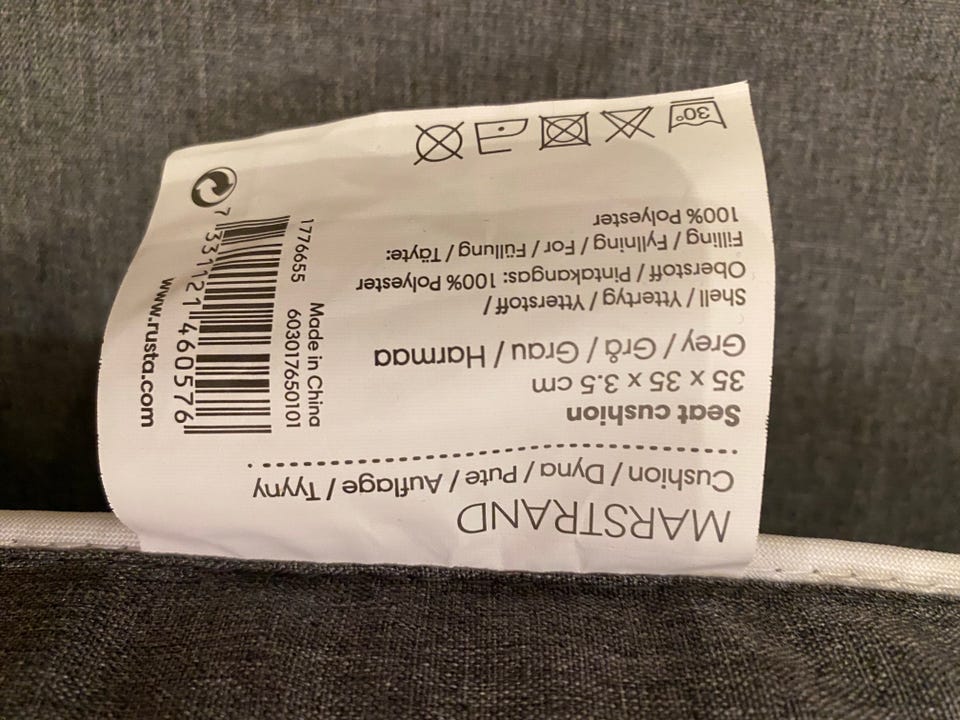 MARSTRAND
Cushion / Dyna / Pute / Auflage / Tyyny
Seat cushion
35 x 35 x 3.5 cm
Grey / Grå / Grau / Harmaa
Shell / Yttertyg / Ytterstoff /
Oberstoff / Pintakangas: 100% Polyester
Filling / Fyllning / For / Füllung / Täyte:
100% Polyester
30°
1776655
Made in China
603017650101
7 331121 460576
www.rusta.com